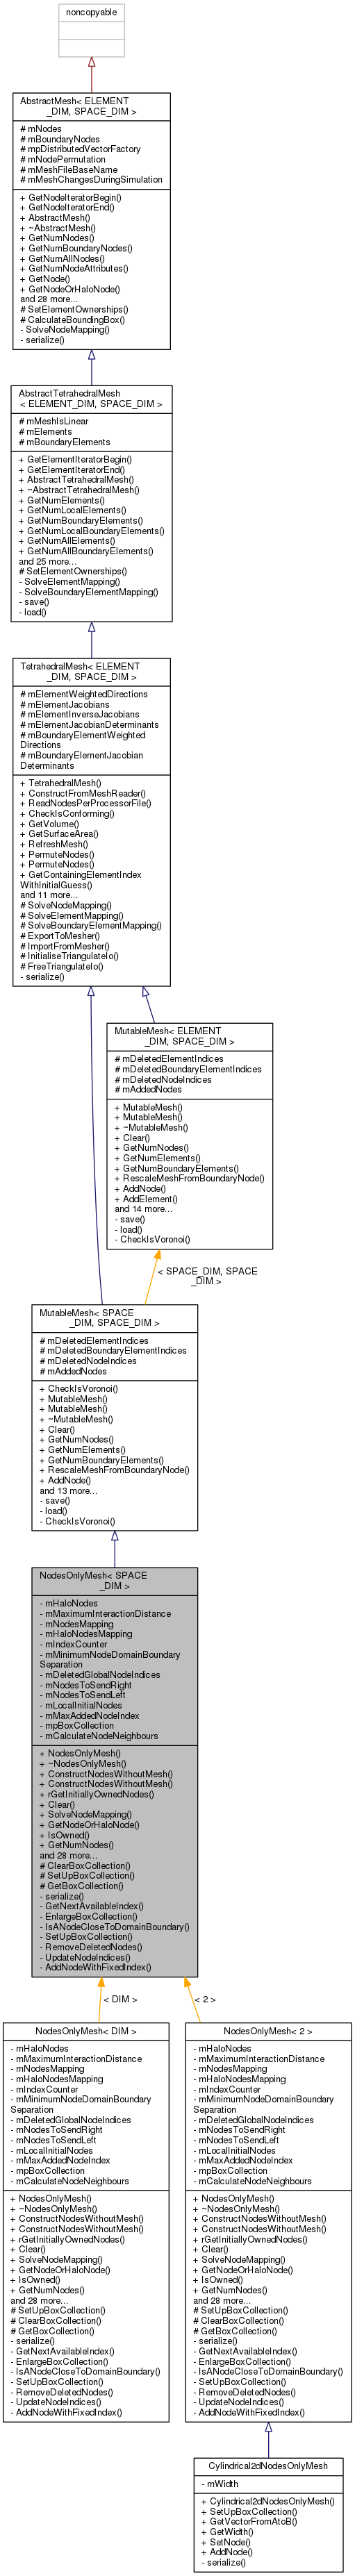 noncopyable
AbstractMesh< ELEMENT
_DIM, SPACE_DIM >
# mNodes
# mBoundaryNodes
# mpDistributedVectorFactory
# mNodePermutation
# mMeshFileBaseName
# mMeshChangesDuringSimulation
+ GetNodeIteratorBegin()
+ GetNodeIteratorEnd()
+ AbstractMesh()
+ ~AbstractMesh()
+ GetNumNodes()
+ GetNumBoundaryNodes()
+ GetNumAllNodes()
+ GetNumNodeAttributes()
+ GetNode()
+ GetNodeOrHaloNode()
and 28 more...
# SetElementOwnerships()
# CalculateBoundingBox()
- SolveNodeMapping()
- serialize()
AbstractTetrahedralMesh
< ELEMENT_DIM, SPACE_DIM >
# mMeshIsLinear
# mElements
# mBoundaryElements
+ GetElementIteratorBegin()
+ GetElementIteratorEnd()
+ AbstractTetrahedralMesh()
+ ~AbstractTetrahedralMesh()
+ GetNumElements()
+ GetNumLocalElements()
+ GetNumBoundaryElements()
+ GetNumLocalBoundaryElements()
+ GetNumAllElements()
+ GetNumAllBoundaryElements()
and 25 more...
# SetElementOwnerships()
- SolveElementMapping()
- SolveBoundaryElementMapping()
- save()
- load()
TetrahedralMesh< ELEMENT
_DIM, SPACE_DIM >
# mElementWeightedDirections
# mElementJacobians
# mElementInverseJacobians
# mElementJacobianDeterminants
# mBoundaryElementWeighted
Directions
# mBoundaryElementJacobian
Determinants
+ TetrahedralMesh()
+ ConstructFromMeshReader()
+ ReadNodesPerProcessorFile()
+ CheckIsConforming()
+ GetVolume()
+ GetSurfaceArea()
+ RefreshMesh()
+ PermuteNodes()
+ PermuteNodes()
+ GetContainingElementIndex
WithInitialGuess()
and 11 more...
# SolveNodeMapping()
# SolveElementMapping()
# SolveBoundaryElementMapping()
# ExportToMesher()
# ImportFromMesher()
# InitialiseTriangulateIo()
# FreeTriangulateIo()
- serialize()
MutableMesh< ELEMENT
_DIM, SPACE_DIM >
# mDeletedElementIndices
# mDeletedBoundaryElementIndices
# mDeletedNodeIndices
# mAddedNodes
+ MutableMesh()
+ MutableMesh()
+ ~MutableMesh()
+ Clear()
+ GetNumNodes()
+ GetNumElements()
+ GetNumBoundaryElements()
+ RescaleMeshFromBoundaryNode()
+ AddNode()
+ AddElement()
and 14 more...
- save()
- load()
- CheckIsVoronoi()
< SPACE_DIM, SPACE
_DIM >
MutableMesh< SPACE
_DIM, SPACE_DIM >
# mDeletedElementIndices
# mDeletedBoundaryElementIndices
# mDeletedNodeIndices
# mAddedNodes
+ CheckIsVoronoi()
+ MutableMesh()
+ MutableMesh()
+ ~MutableMesh()
+ Clear()
+ GetNumNodes()
+ GetNumElements()
+ GetNumBoundaryElements()
+ RescaleMeshFromBoundaryNode()
+ AddNode()
and 13 more...
- save()
- load()
- CheckIsVoronoi()
NodesOnlyMesh< SPACE
_DIM >
- mHaloNodes
- mMaximumInteractionDistance
- mNodesMapping
- mHaloNodesMapping
- mIndexCounter
- mMinimumNodeDomainBoundary
Separation
- mDeletedGlobalNodeIndices
- mNodesToSendRight
- mNodesToSendLeft
- mLocalInitialNodes
- mMaxAddedNodeIndex
- mpBoxCollection
- mCalculateNodeNeighbours
+ NodesOnlyMesh()
+ ~NodesOnlyMesh()
+ ConstructNodesWithoutMesh()
+ ConstructNodesWithoutMesh()
+ rGetInitiallyOwnedNodes()
+ Clear()
+ SolveNodeMapping()
+ GetNodeOrHaloNode()
+ IsOwned()
+ GetNumNodes()
and 28 more...
# ClearBoxCollection()
# SetUpBoxCollection()
# GetBoxCollection()
- serialize()
- GetNextAvailableIndex()
- EnlargeBoxCollection()
- IsANodeCloseToDomainBoundary()
- SetUpBoxCollection()
- RemoveDeletedNodes()
- UpdateNodeIndices()
- AddNodeWithFixedIndex()
< DIM >
< 2 >
NodesOnlyMesh< DIM >
- mHaloNodes
- mMaximumInteractionDistance
- mNodesMapping
- mHaloNodesMapping
- mIndexCounter
- mMinimumNodeDomainBoundary
Separation
- mDeletedGlobalNodeIndices
- mNodesToSendRight
- mNodesToSendLeft
- mLocalInitialNodes
- mMaxAddedNodeIndex
- mpBoxCollection
- mCalculateNodeNeighbours
+ NodesOnlyMesh()
+ ~NodesOnlyMesh()
+ ConstructNodesWithoutMesh()
+ ConstructNodesWithoutMesh()
+ rGetInitiallyOwnedNodes()
+ Clear()
+ SolveNodeMapping()
+ GetNodeOrHaloNode()
+ IsOwned()
+ GetNumNodes()
and 28 more...
# SetUpBoxCollection()
# ClearBoxCollection()
# GetBoxCollection()
- serialize()
- GetNextAvailableIndex()
- EnlargeBoxCollection()
- IsANodeCloseToDomainBoundary()
- SetUpBoxCollection()
- RemoveDeletedNodes()
- UpdateNodeIndices()
- AddNodeWithFixedIndex()
NodesOnlyMesh< 2 >
- mHaloNodes
- mMaximumInteractionDistance
- mNodesMapping
- mHaloNodesMapping
- mIndexCounter
- mMinimumNodeDomainBoundary
Separation
- mDeletedGlobalNodeIndices
- mNodesToSendRight
- mNodesToSendLeft
- mLocalInitialNodes
- mMaxAddedNodeIndex
- mpBoxCollection
- mCalculateNodeNeighbours
+ NodesOnlyMesh()
+ ~NodesOnlyMesh()
+ ConstructNodesWithoutMesh()
+ ConstructNodesWithoutMesh()
+ rGetInitiallyOwnedNodes()
+ Clear()
+ SolveNodeMapping()
+ GetNodeOrHaloNode()
+ IsOwned()
+ GetNumNodes()
and 28 more...
# SetUpBoxCollection()
# ClearBoxCollection()
# GetBoxCollection()
- serialize()
- GetNextAvailableIndex()
- EnlargeBoxCollection()
- IsANodeCloseToDomainBoundary()
- SetUpBoxCollection()
- RemoveDeletedNodes()
- UpdateNodeIndices()
- AddNodeWithFixedIndex()
Cylindrical2dNodesOnlyMesh
- mWidth
+ Cylindrical2dNodesOnlyMesh()
+ SetUpBoxCollection()
+ GetVectorFromAtoB()
+ GetWidth()
+ SetNode()
+ AddNode()
- serialize()